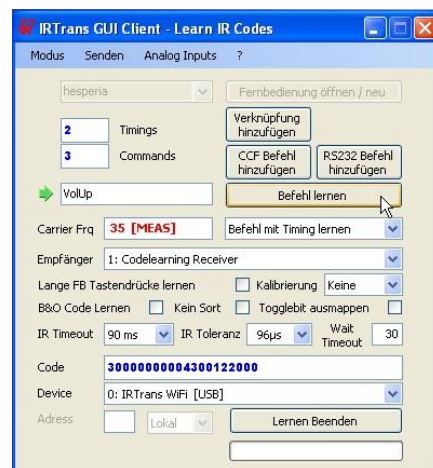 IRTrans GUI Client - Learn IR Codes
Modus Senden Analog Inputs ?
hesperia Fernbedienung öffnen / neu
2 Timings Verknüpfung hinzufügen
3 Commands CCF Befehl hinzufügen RS232 Befehl hinzufügen
VolUp Befehl lernen
Carrier Frq 35 [MEAS] Befehl mit Timing lernen
Empfänger 1: Codelearning Receiver
Lange FB Tastendrücke lernen Kalibrierung Keine
B&O Code Lernen Kein Sort Togglebit ausmappen
IR Timeout 90 ms IR Toleranz 96µs Wait Timeout 30
Code 30000000004300122000
Device 0: IRTrans WiFi [USB]
Adress Lokal Lernen Beenden